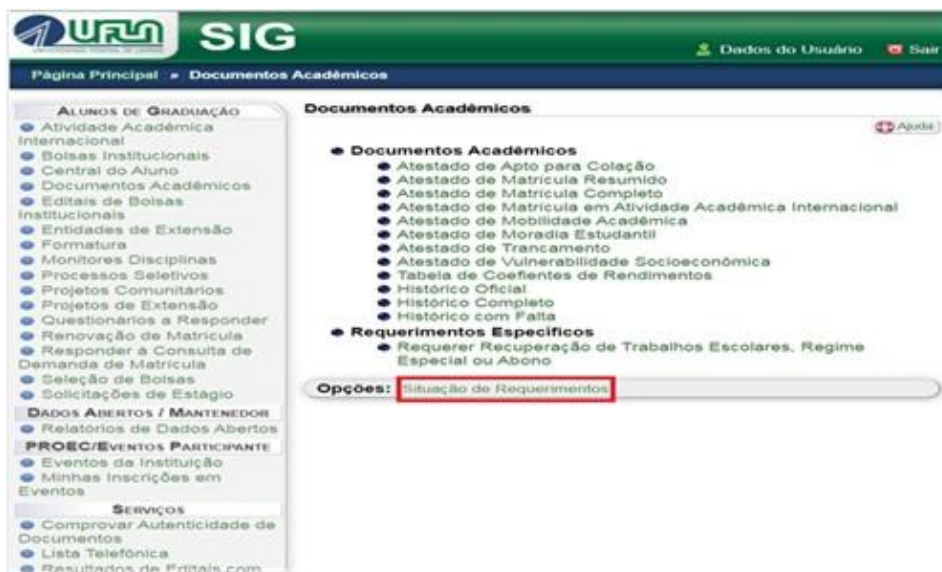 UFLA
SIG
Dados do Usuário
Sair
Página Principal » Documentos Acadêmicos
ALUNOS DE GRADUAÇÃO
Atividade Acadêmica
Internacional
Bolsas Institucionais
Central do Aluno
Documentos Acadêmicos
Editais de Bolsas
Institucionais
Entidades de Extensão
Formatura
Monitores Disciplinas
Processos Seletivos
Projetos Comunitários
Projetos de Extensão
Questionários a Responder
Renovação de Matrícula
Responder à Consulta de
Demanda de Matrícula
Seleção de Bolsas
Solicitações de Estágio
DADOS ABERTOS / MANTENEDOR
Relatórios de Dados Abertos
PROEC/EVENTOS PARTICIPANTE
Eventos da Instituição
Minhas Inscrições em
Eventos
SERVIÇOS
Comprovar Autenticidade de
Documentos
Lista Telefônica
Resultados de Editais com
Documentos Acadêmicos
Ajuda
Documentos Acadêmicos
Atestado de Apto para Colação
Atestado de Matrícula Resumido
Atestado de Matrícula Completo
Atestado de Matrícula em Atividade Acadêmica Internacional
Atestado de Mobilidade Acadêmica
Atestado de Moradia Estudantil
Atestado de Trancamento
Atestado de Vulnerabilidade Socioeconômica
Tabela de Coefientes de Rendimentos
Histórico Oficial
Histórico Completo
Histórico com Falta
Requerimentos Específicos
Requerer Recuperação de Trabalhos Escolares, Regime
Especial ou Abono
Opções: Situação de Requerimentos